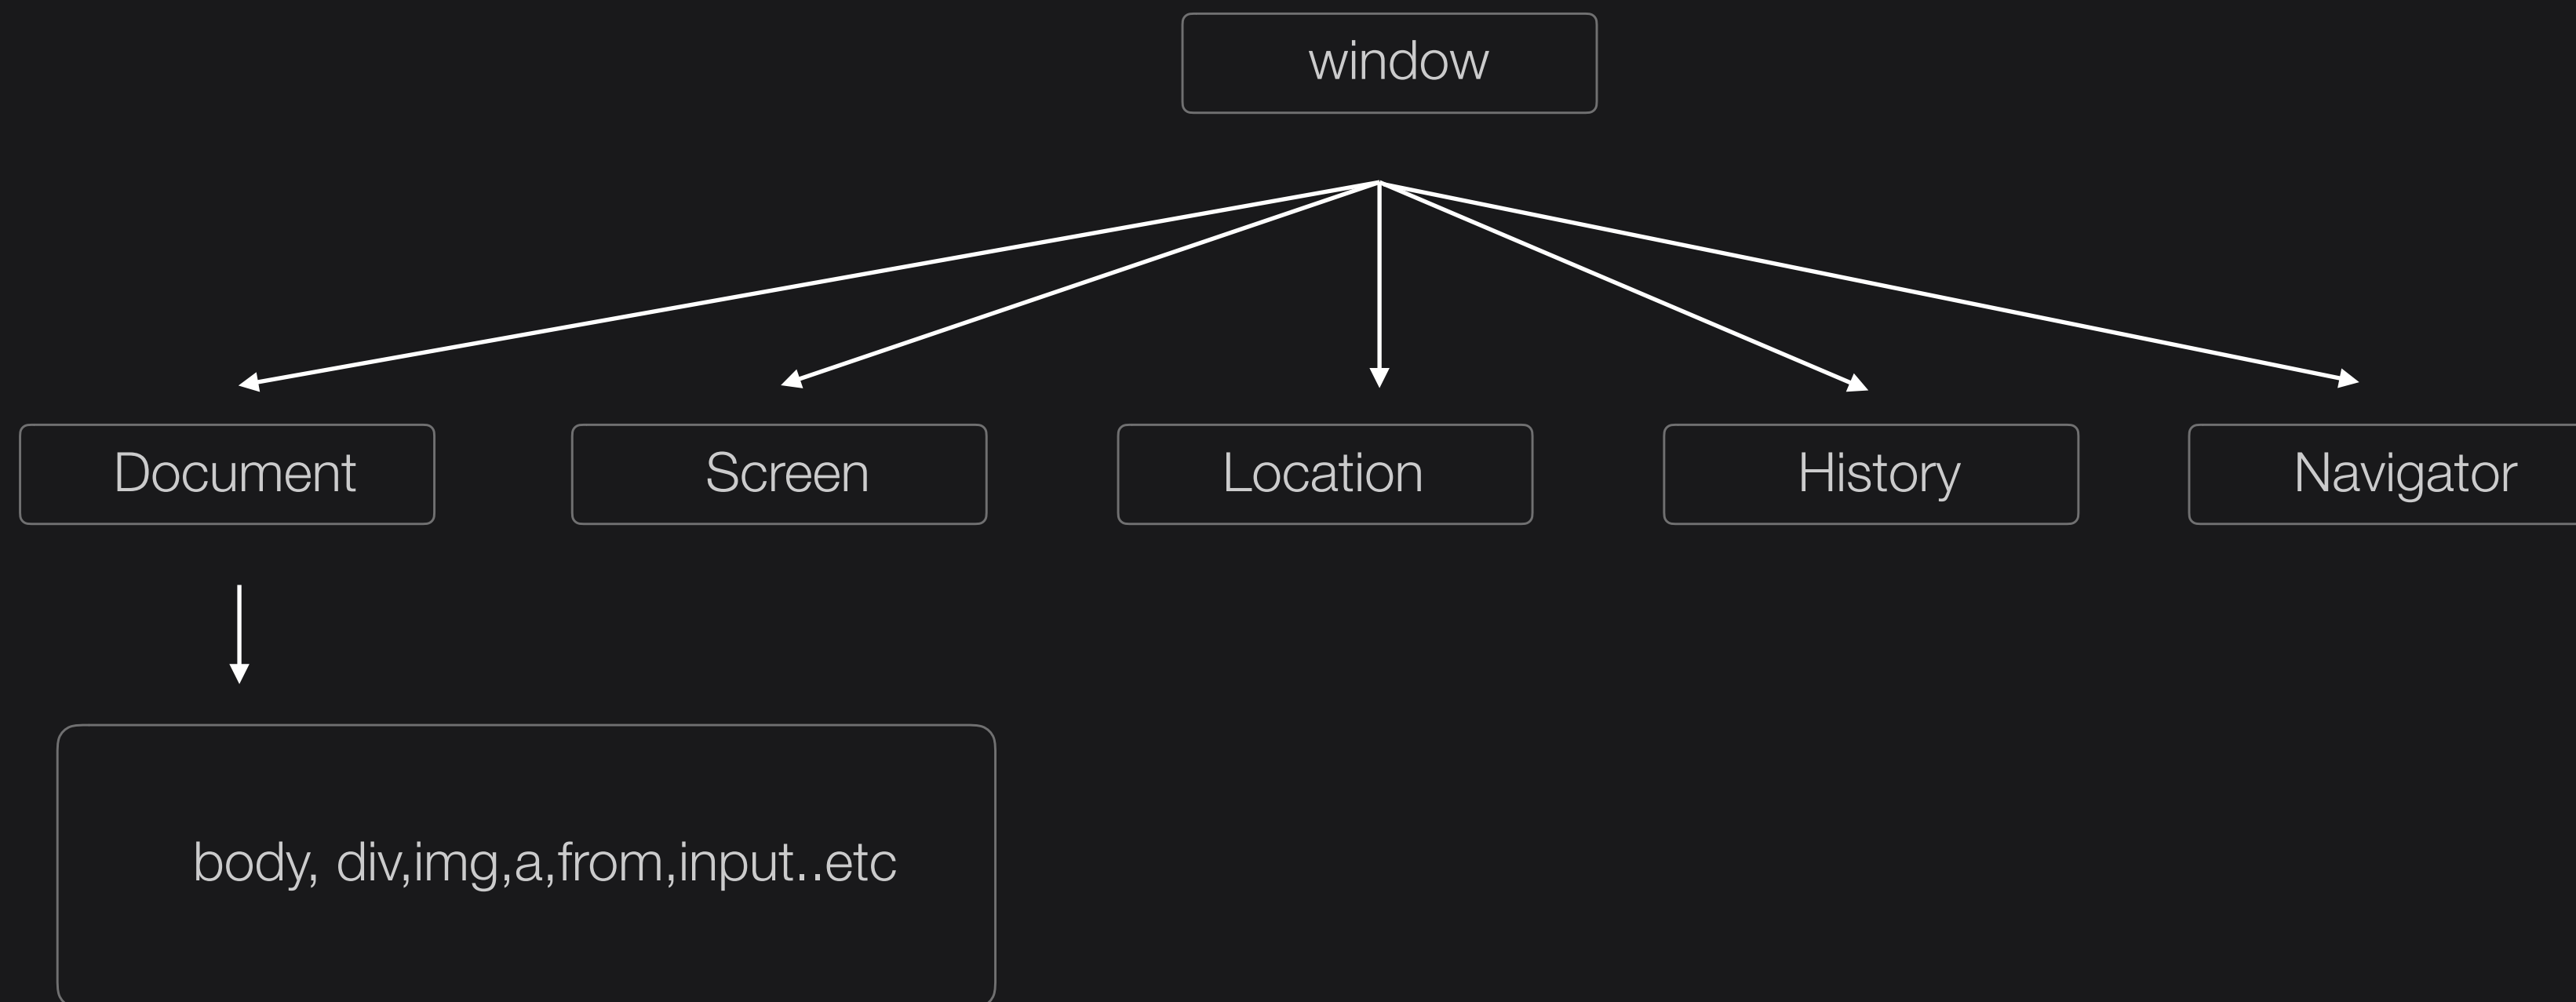 window
Document
Screen
Location
History
Navigator
body, div,img,a,from,input..etc